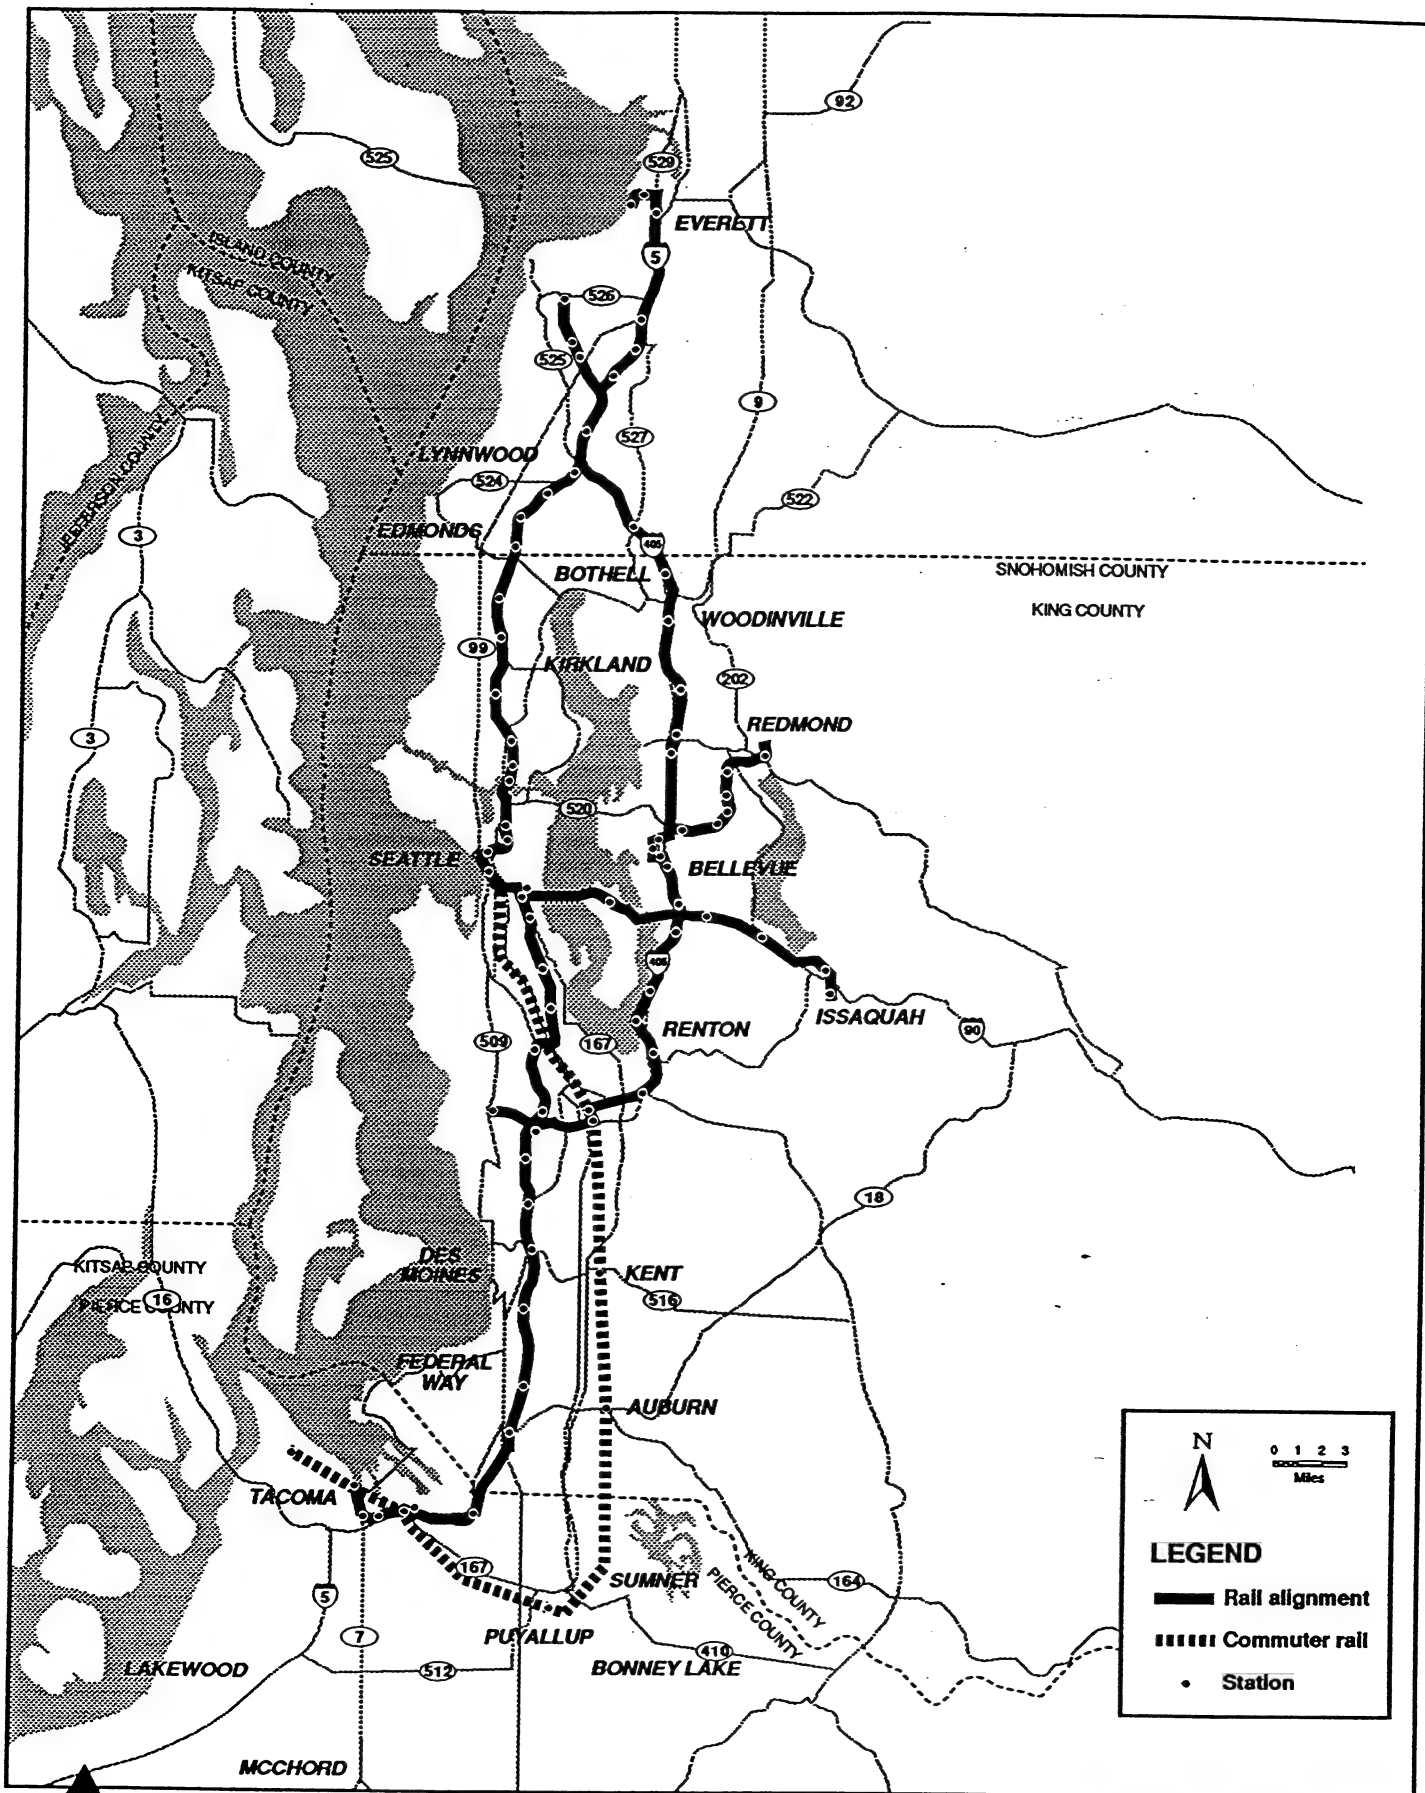 92
525
529
EVERETT
ISLAND COUNTY
5
KITSAP COUNTY
526
525
9
527
JEFFERSON COUNTY
LYNNWOOD
524
522
EDMONDS
3
405
SNOHOMISH COUNTY
BOTHELL
KING COUNTY
WOODINVILLE
99
KIRKLAND
202
REDMOND
3
520
SEATTLE
BELLEVUE
405
ISSAQUAH
RENTON
90
509
167
18
DES
MOINES
KITSAP COUNTY
KENT
16
PIERCE COUNTY
516
FEDERAL
WAY
AUBURN
N
0 1 2 3
Miles
TACOMA
LEGEND
167
SUMNER
KING COUNTY
PIERCE COUNTY
164
5
Rail alignment
7
PUYALLUP
Commuter rail
410
LAKEWOOD
512
BONNEY LAKE
Station
MCCHORD